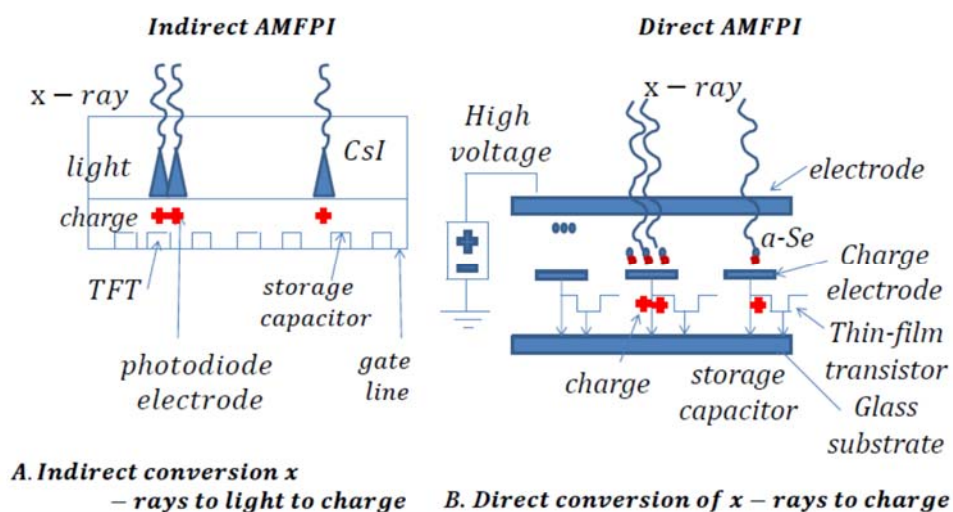 Indirect AMFPI
x – ray
light
CsI
charge
TFT
storage
capacitor
photodiode
electrode
gate
line
A. Indirect conversion x
– rays to light to charge
Direct AMFPI
x – ray
High
voltage
electrode
a-Se
Charge
electrode
Thin-film
transistor
charge
storage
capacitor
Glass
substrate
B. Direct conversion of x – rays to charge